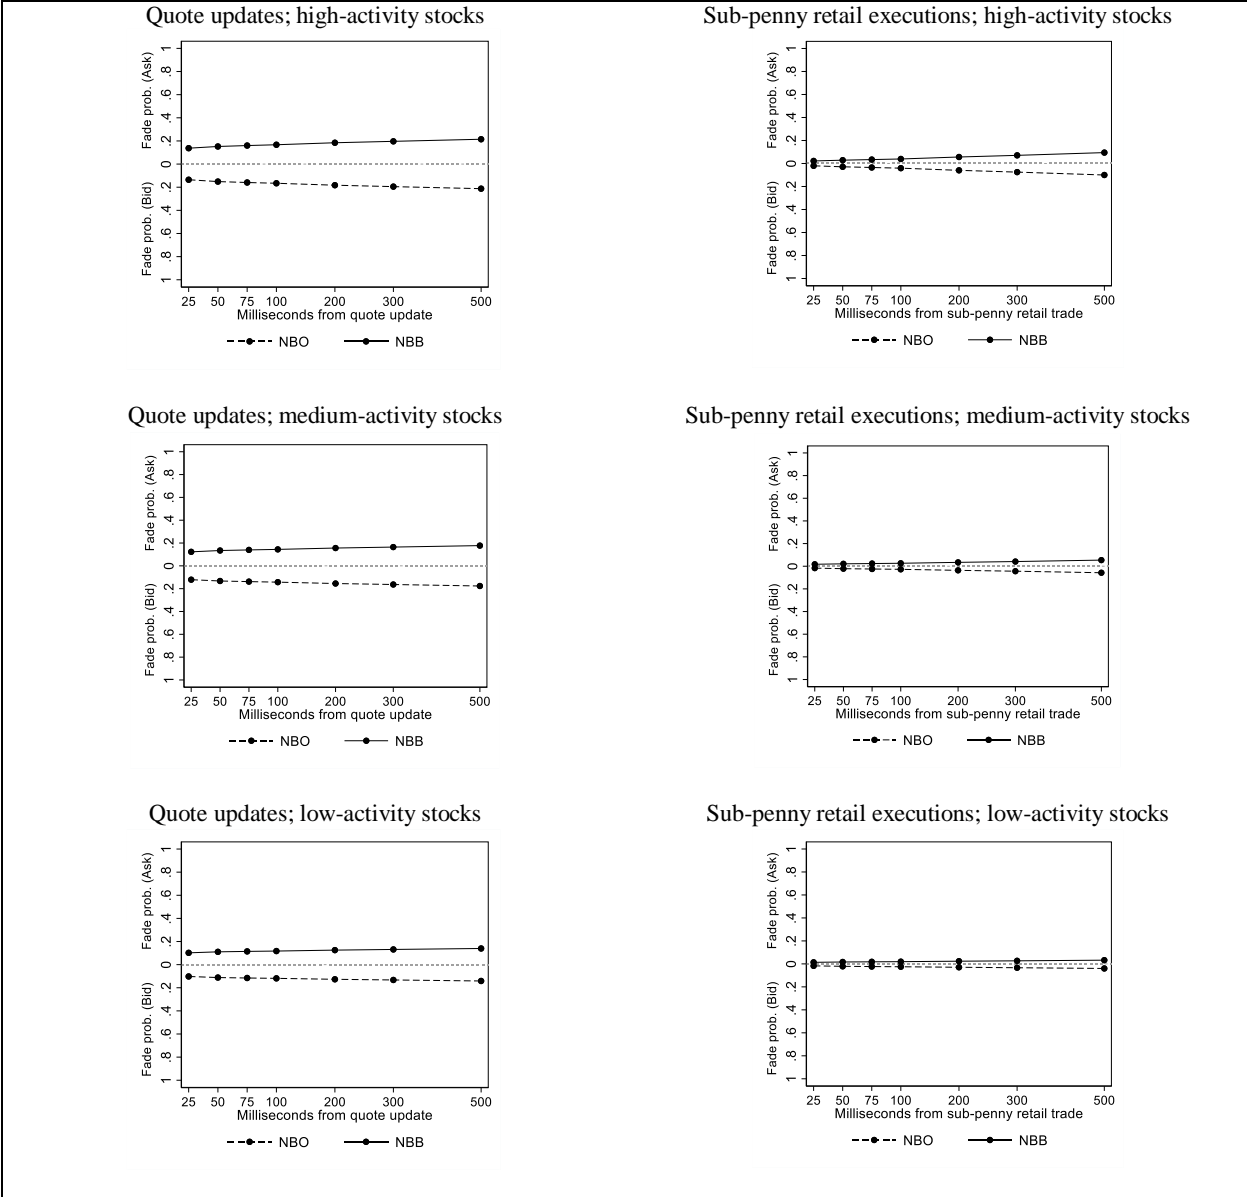 Quote updates; high-activity stocks
Fade prob. (Bid) Fade prob. (Ask)
1 .8 .6 .4 .2 0 .2 .4 .6 .8 1
25 50 75 100 200 300 500
Milliseconds from quote update
NBO NBB
Sub-penny retail executions; high-activity stocks
Fade prob. (Bid) Fade prob. (Ask)
1 .8 .6 .4 .2 0 .2 .4 .6 .8 1
25 50 75 100 200 300 500
Milliseconds from sub-penny retail trade
NBO NBB
Quote updates; medium-activity stocks
Fade prob. (Bid) Fade prob. (Ask)
1 .8 .6 .4 .2 0 .2 .4 .6 .8 1
25 50 75 100 200 300 500
Milliseconds from quote update
NBO NBB
Sub-penny retail executions; medium-activity stocks
Fade prob. (Bid) Fade prob. (Ask)
1 .8 .6 .4 .2 0 .2 .4 .6 .8 1
25 50 75 100 200 300 500
Milliseconds from sub-penny retail trade
NBO NBB
Quote updates; low-activity stocks
Fade prob. (Bid) Fade prob. (Ask)
1 .8 .6 .4 .2 0 .2 .4 .6 .8 1
25 50 75 100 200 300 500
Milliseconds from quote update
NBO NBB
Sub-penny retail executions; low-activity stocks
Fade prob. (Bid) Fade prob. (Ask)
1 .8 .6 .4 .2 0 .2 .4 .6 .8 1
25 50 75 100 200 300 500
Milliseconds from sub-penny retail trade
NBO NBB